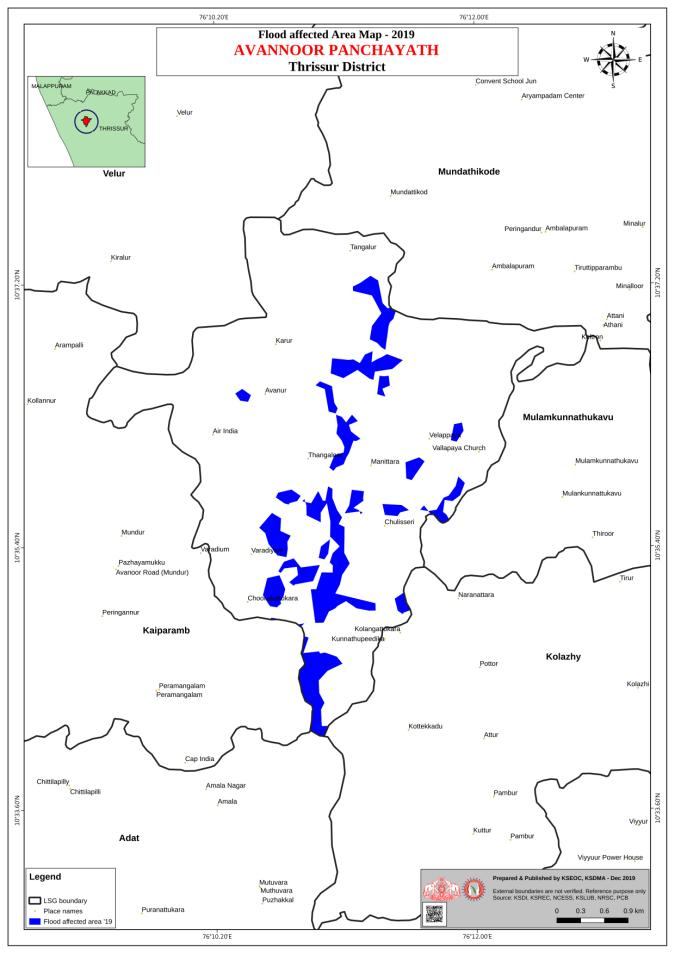 76°10.20'E
76°12.00'E
Flood affected Area Map - 2019
AVANNOOR PANCHAYATH
Thrissur District
N
W
E
S
MALAPPURAM
THRISSUR
Convent School Jun
Aryampadam Center
Velur
Velur
Mundathikode
Mundattikod
Minalur
Peringandur
Ambalapuram
Tangalur
Kiralur
Ambalapuram
Tiruttipparambu
10°37.20'N
10°37.20'N
Minalloor
Attani
Athani
Karur
Arampalli
Avanur
Kollannur
Mulamkunnathukavu
Air India
Vallapaya Church
Manittara
Mulamkunnathukavu
Mulankunnattukavu
Chulisseri
Mundur
Thiroor
10°35.40'N
10°35.40'N
Varadium
Pazhayamukku
Avanoor Road (Mundur)
Tirur
Naranattara
Peringannur
Kaiparamb
Kolangattukara
Kunnathupeedika
Kolazhy
Pottor
Peramangalam
Peramangalam
Kolazhi
Kottekkadu
Attur
Cap India
Chittilapilly
Chittilapilli
Amala Nagar
Amala
Pambur
10°33.60'N
10°33.60'N
Viyyur
Kuttur
Pambur
Adat
Viyyuur Power House
Legend
LSG boundary
Place names
Flood affected area '19
Mutuvara
Muthuvara
Puzhakkal
Puranattukara
Prepared & Published by KSEOC, KSDMA - Dec 2019
External boundaries are not verified. Reference purpose only
Source: KSDI, KSREC, NCESS, KSLUB, NRSC, PCB
0 0.3 0.6 0.9 km
76°10.20'E
76°12.00'E